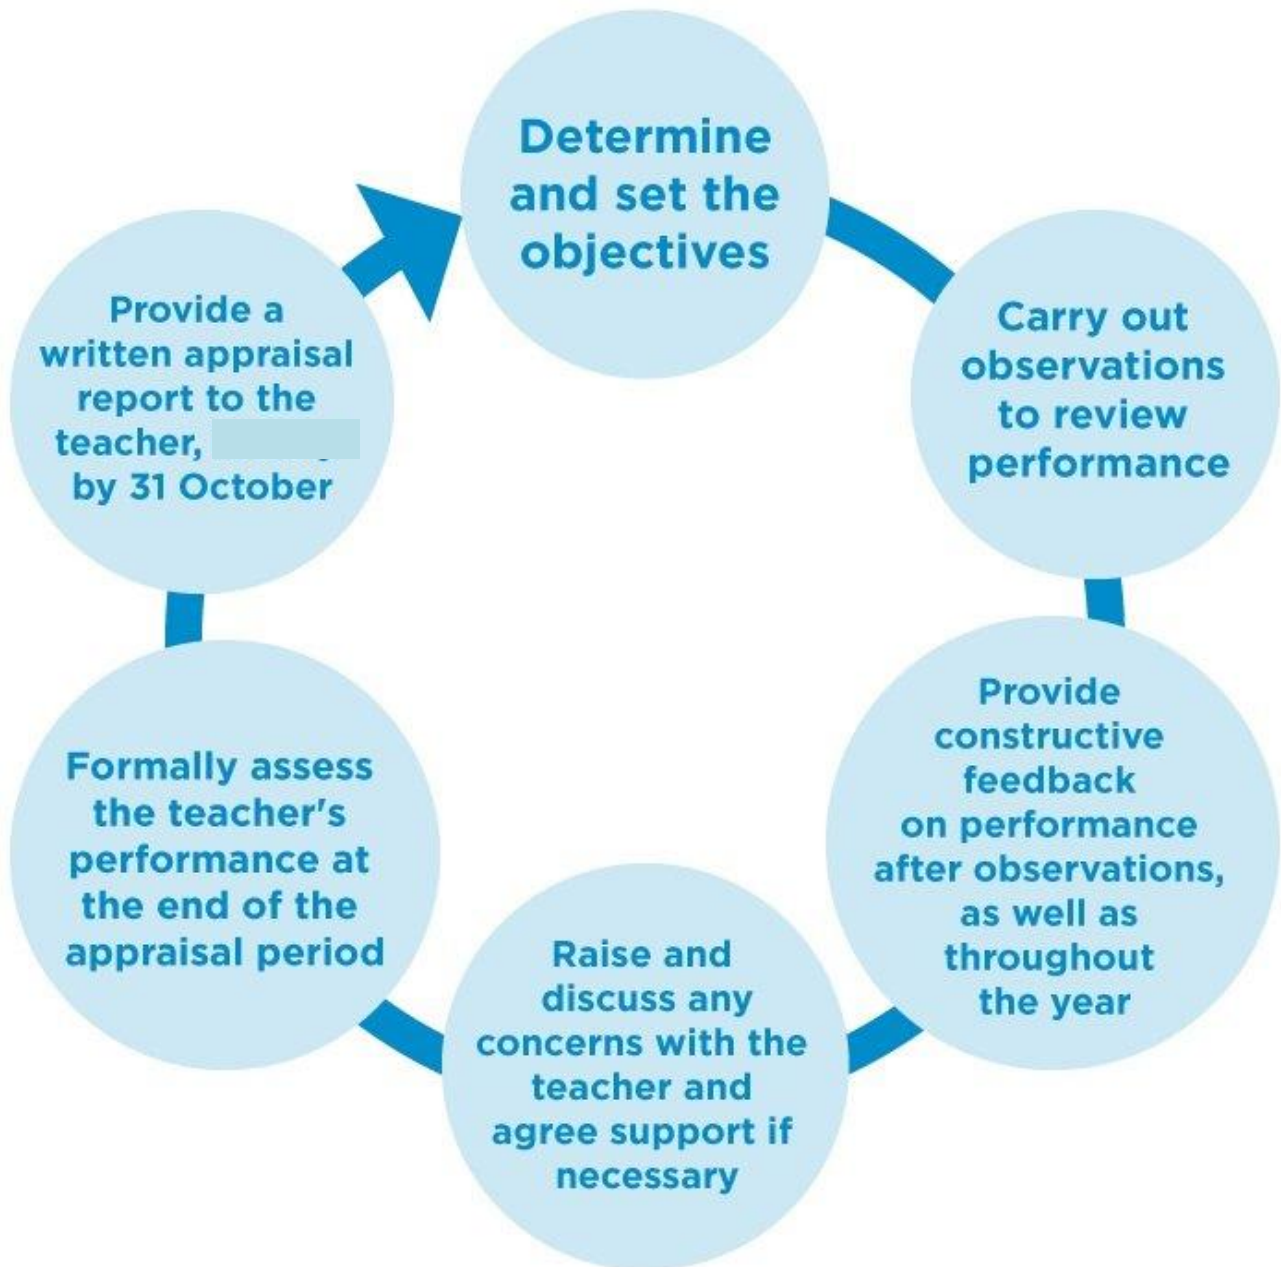 Determine
and set the
objectives
Carry out
observations
to review
performance
Provide
constructive
feedback
on performance
after observations,
as well as
throughout
the year
Raise and
discuss any
concerns with the
teacher and
agree support if
necessary
Formally assess
the teacher's
performance at
the end of the
appraisal period
Provide a
written appraisal
report to the
teacher,
by 31 October